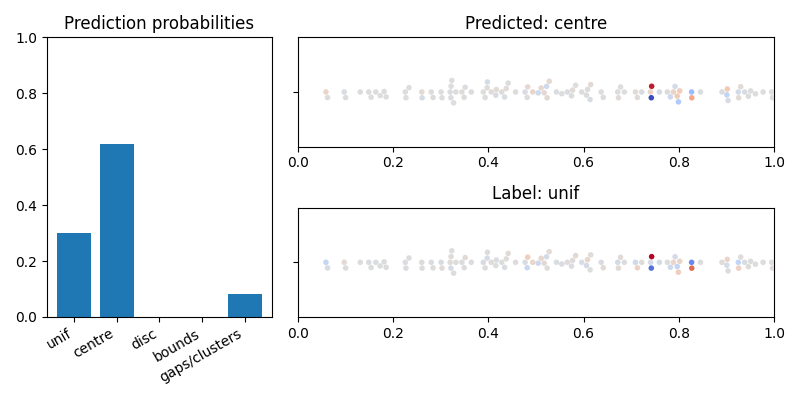 Prediction probabilities
1.0
0.8
0.6
0.4
0.2
0.0
unif
centre
disc
bounds
gaps/clusters
Predicted: centre
0.0 0.2 0.4 0.6 0.8 1.0
Label: unif
0.0 0.2 0.4 0.6 0.8 1.0